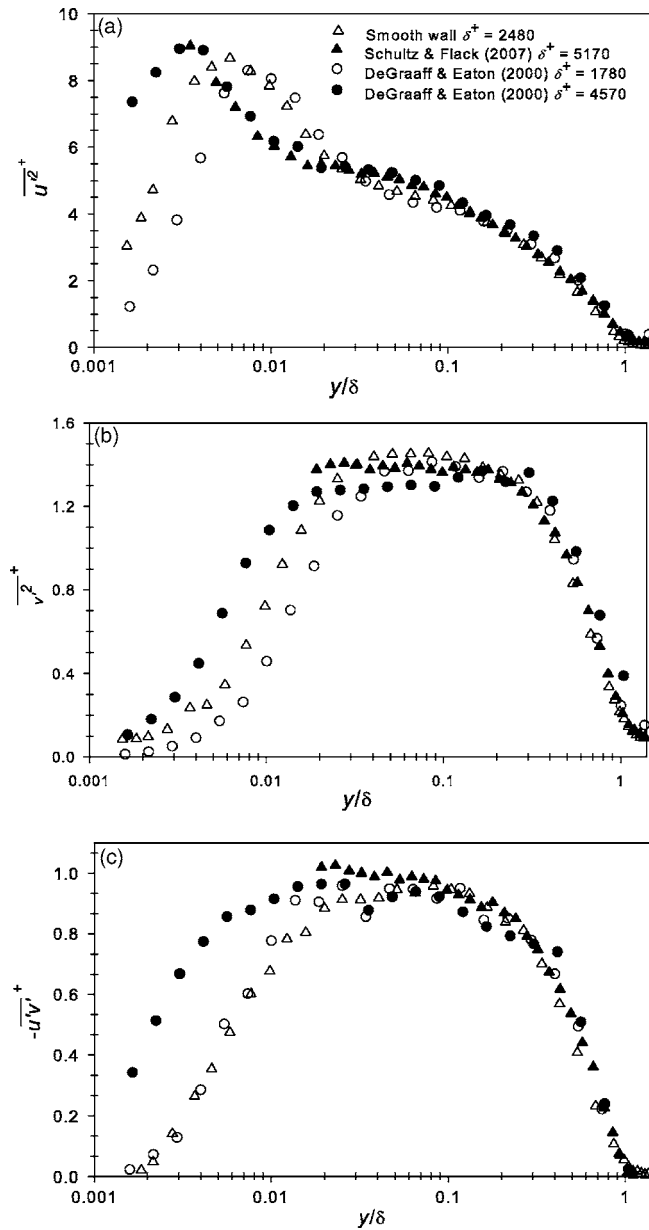 (a)
Smooth wall δ⁺ = 2480
Schultz & Flack (2007) δ⁺ = 5170
DeGraaff & Eaton (2000) δ⁺ = 1780
DeGraaff & Eaton (2000) δ⁺ = 4570
10
8
6
4
2
0
u'²⁺
0.001
0.01
0.1
1
y/δ
(b)
1.6
1.2
0.8
0.4
0.0
v'²⁺
0.001
0.01
0.1
1
y/δ
(c)
1.0
0.8
0.6
0.4
0.2
0.0
-u'v'⁺
0.001
0.01
0.1
1
y/δ